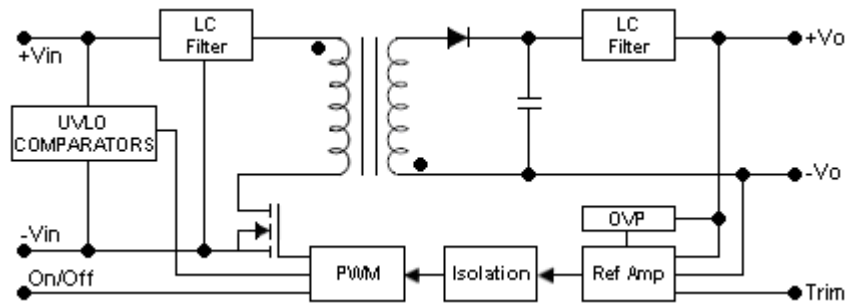 LC
Filter
LC
Filter
+Vin
+Vo
UVLO
COMPARATORS
-Vo
OVP
-Vin
On/Off
PWM
Isolation
Ref Amp
Trim